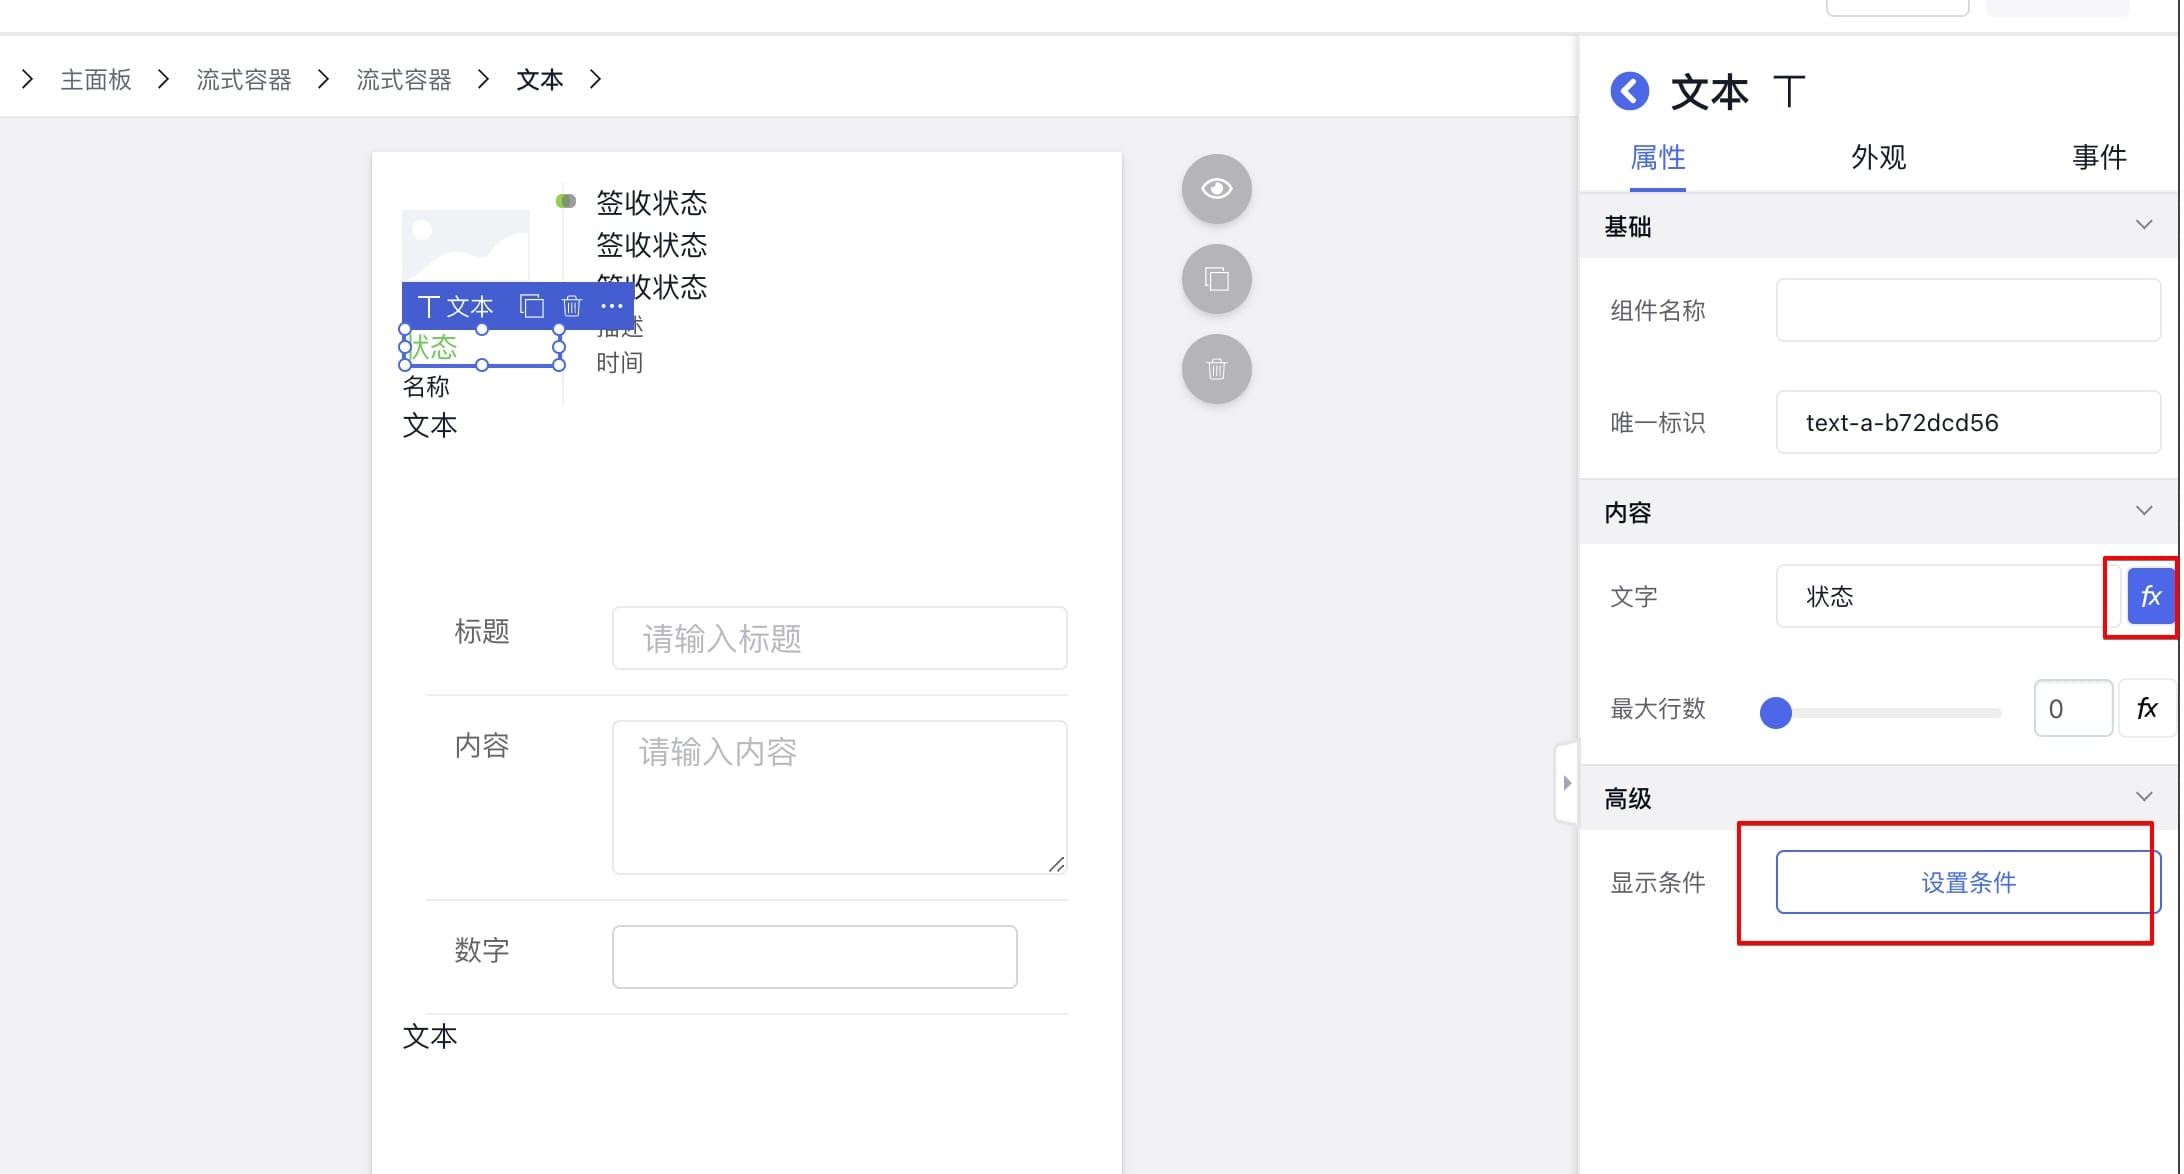 主面板 流式容器 流式容器 文本
签收状态
签收状态
签收状态
文本
描述
状态
时间
名称
文本
标题 请输入标题
内容 请输入内容
数字
文本
文本
属性 外观 事件
基础
组件名称
唯一标识 text-a-b72dcd56
内容
文字 状态 fx
最大行数 0 fx
高级
显示条件 设置条件